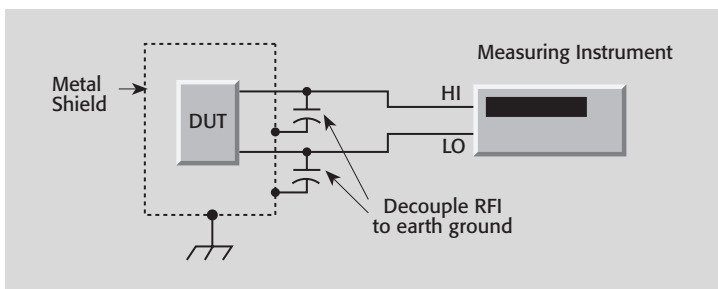 Measuring Instrument
Metal
Shield
DUT
HI
LO
Decouple RFI
to earth ground